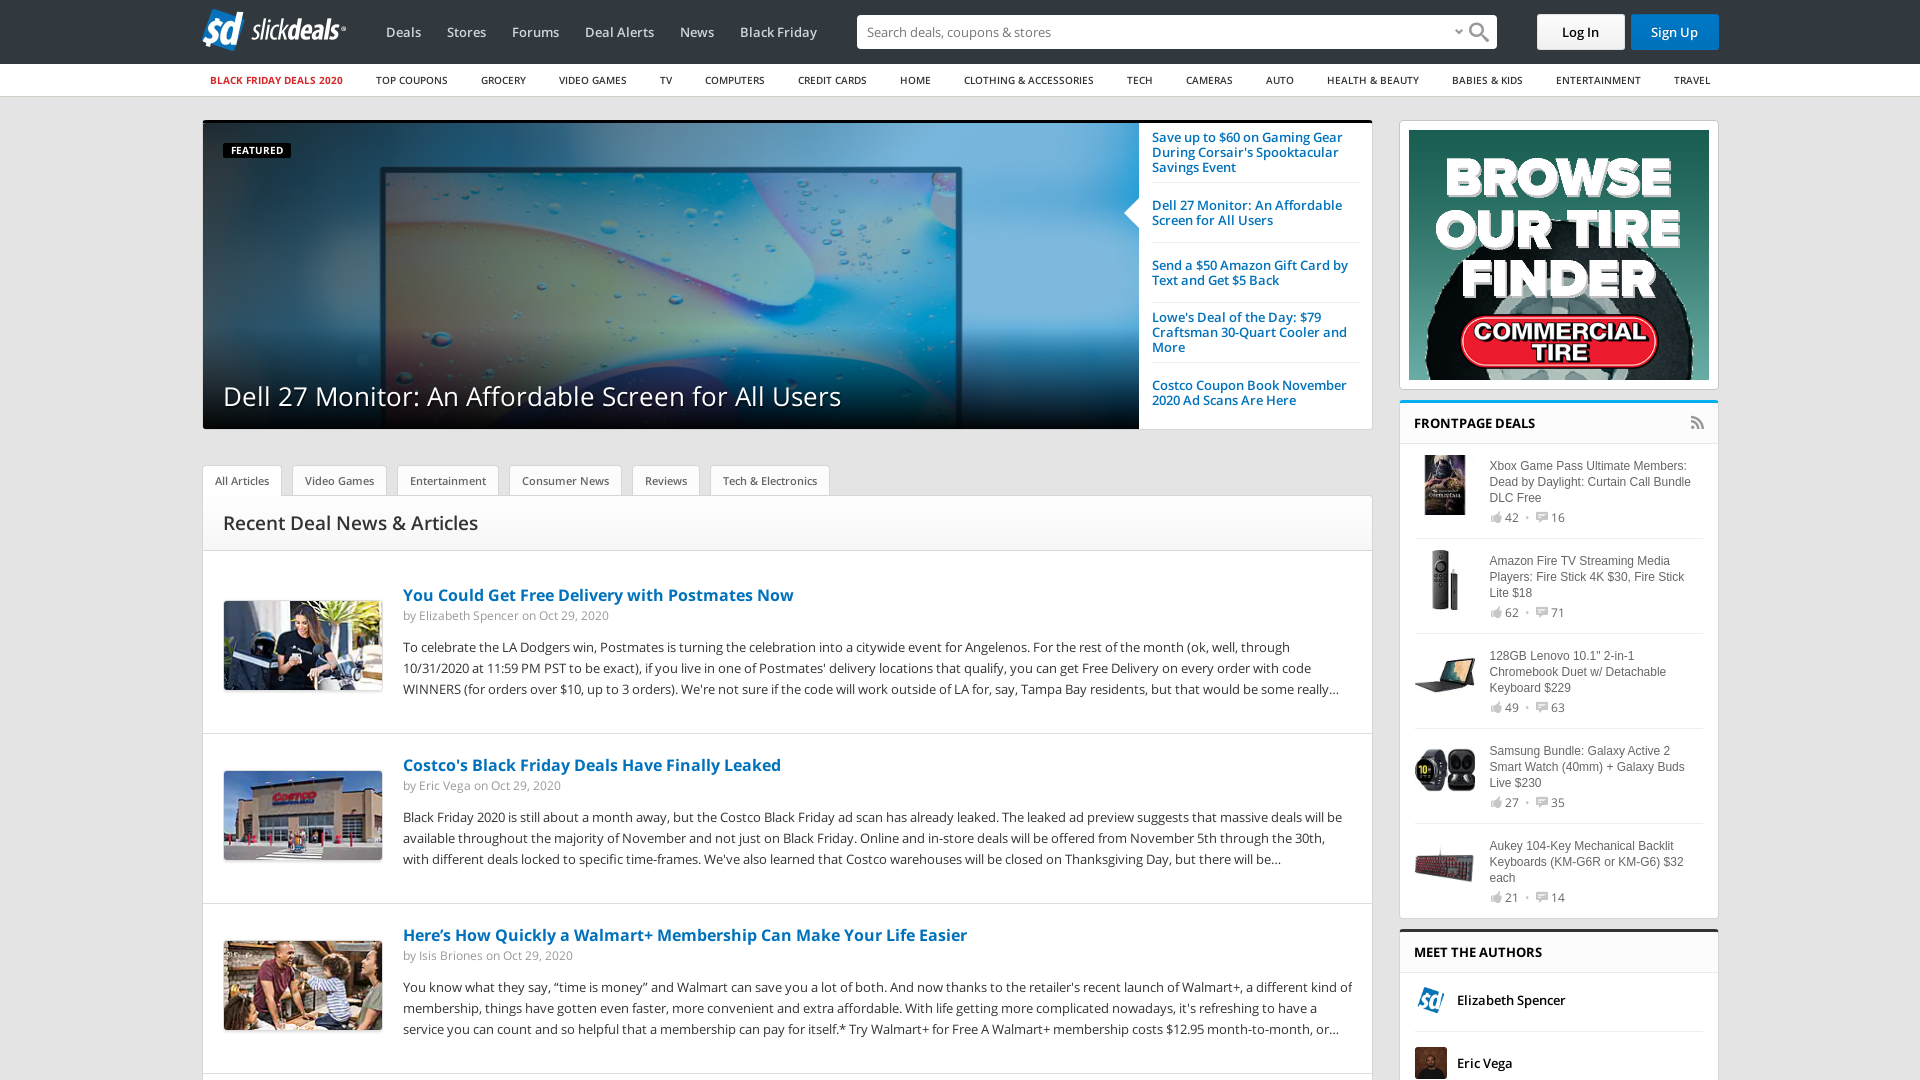 sd slickdeals
Deals
Stores
Forums
Deal Alerts
News
Black Friday
Search deals, coupons & stores
Log In
Sign Up
BLACK FRIDAY DEALS 2020
TOP COUPONS
GROCERY
VIDEO GAMES
TV
COMPUTERS
CREDIT CARDS
HOME
CLOTHING & ACCESSORIES
TECH
CAMERAS
AUTO
HEALTH & BEAUTY
BABIES & KIDS
ENTERTAINMENT
TRAVEL
FEATURED
Dell 27 Monitor: An Affordable Screen for All Users
Save up to $60 on Gaming Gear
During Corsair's Spooktacular
Savings Event
Dell 27 Monitor: An Affordable
Screen for All Users
Send a $50 Amazon Gift Card by
Text and Get $5 Back
Lowe's Deal of the Day: $79
Craftsman 30-Quart Cooler and
More
Costco Coupon Book November
2020 Ad Scans Are Here
BROWSE
OUR TIRE
FINDER
COMMERCIAL
TIRE
All Articles
Video Games
Entertainment
Consumer News
Reviews
Tech & Electronics
Recent Deal News & Articles
You Could Get Free Delivery with Postmates Now
by Elizabeth Spencer on Oct 29, 2020
To celebrate the LA Dodgers win, Postmates is turning the celebration into a citywide event for Angelenos. For the rest of the month (ok, well, through
10/31/2020 at 11:59 PM PST to be exact), if you live in one of Postmates' delivery locations that qualify, you can get Free Delivery on every order with code
WINNERS (for orders over $10, up to 3 orders). We're not sure if the code will work outside of LA for, say, Tampa Bay residents, but that would be some really...
COSTCO
Costco's Black Friday Deals Have Finally Leaked
by Eric Vega on Oct 29, 2020
Black Friday 2020 is still about a month away, but the Costco Black Friday ad scan has already leaked. The leaked ad preview suggests that massive deals will be
available throughout the majority of November and not just on Black Friday. Online and in-store deals will be offered from November 5th through the 30th,
with different deals locked to specific time-frames. We've also learned that Costco warehouses will be closed on Thanksgiving Day, but there will be...
Here’s How Quickly a Walmart+ Membership Can Make Your Life Easier
by Isis Briones on Oct 29, 2020
You know what they say, “time is money” and Walmart can save you a lot of both. And now thanks to the retailer's recent launch of Walmart+, a different kind of
membership, things have gotten even faster, more convenient and extra affordable. With life getting more complicated nowadays, it's refreshing to have a
service you can count and so helpful that a membership can pay for itself.* Try Walmart+ for Free A Walmart+ membership costs $12.95 month-to-month, or...
FRONTPAGE DEALS
Xbox Game Pass Ultimate Members:
Dead by Daylight: Curtain Call Bundle
DLC Free
42 • 16
Amazon Fire TV Streaming Media
Players: Fire Stick 4K $30, Fire Stick
Lite $18
62 • 71
128GB Lenovo 10.1" 2-in-1
Chromebook Duet w/ Detachable
Keyboard $229
49 • 63
Samsung Bundle: Galaxy Active 2
Smart Watch (40mm) + Galaxy Buds
Live $230
27 • 35
Aukey 104-Key Mechanical Backlit
Keyboards (KM-G6R or KM-G6) $32
each
21 • 14
MEET THE AUTHORS
sd
Elizabeth Spencer
Eric Vega